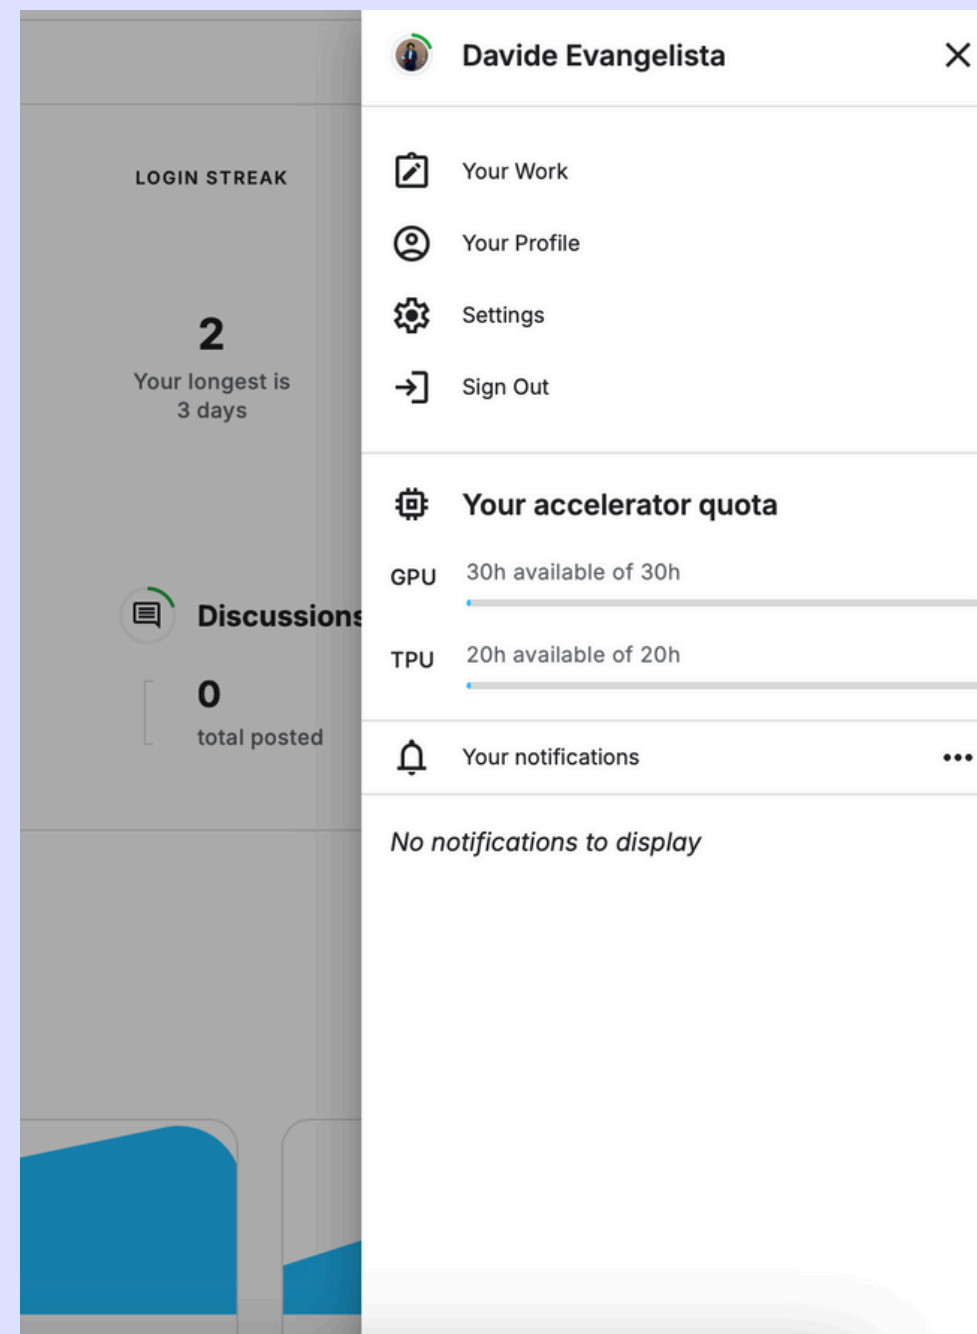 LOGIN STREAK
2
Your longest is
3 days
Discussions
0
total posted
Davide Evangelista
Your Work
Your Profile
Settings
Sign Out
Your accelerator quota
GPU 30h available of 30h
TPU 20h available of 20h
Your notifications
No notifications to display